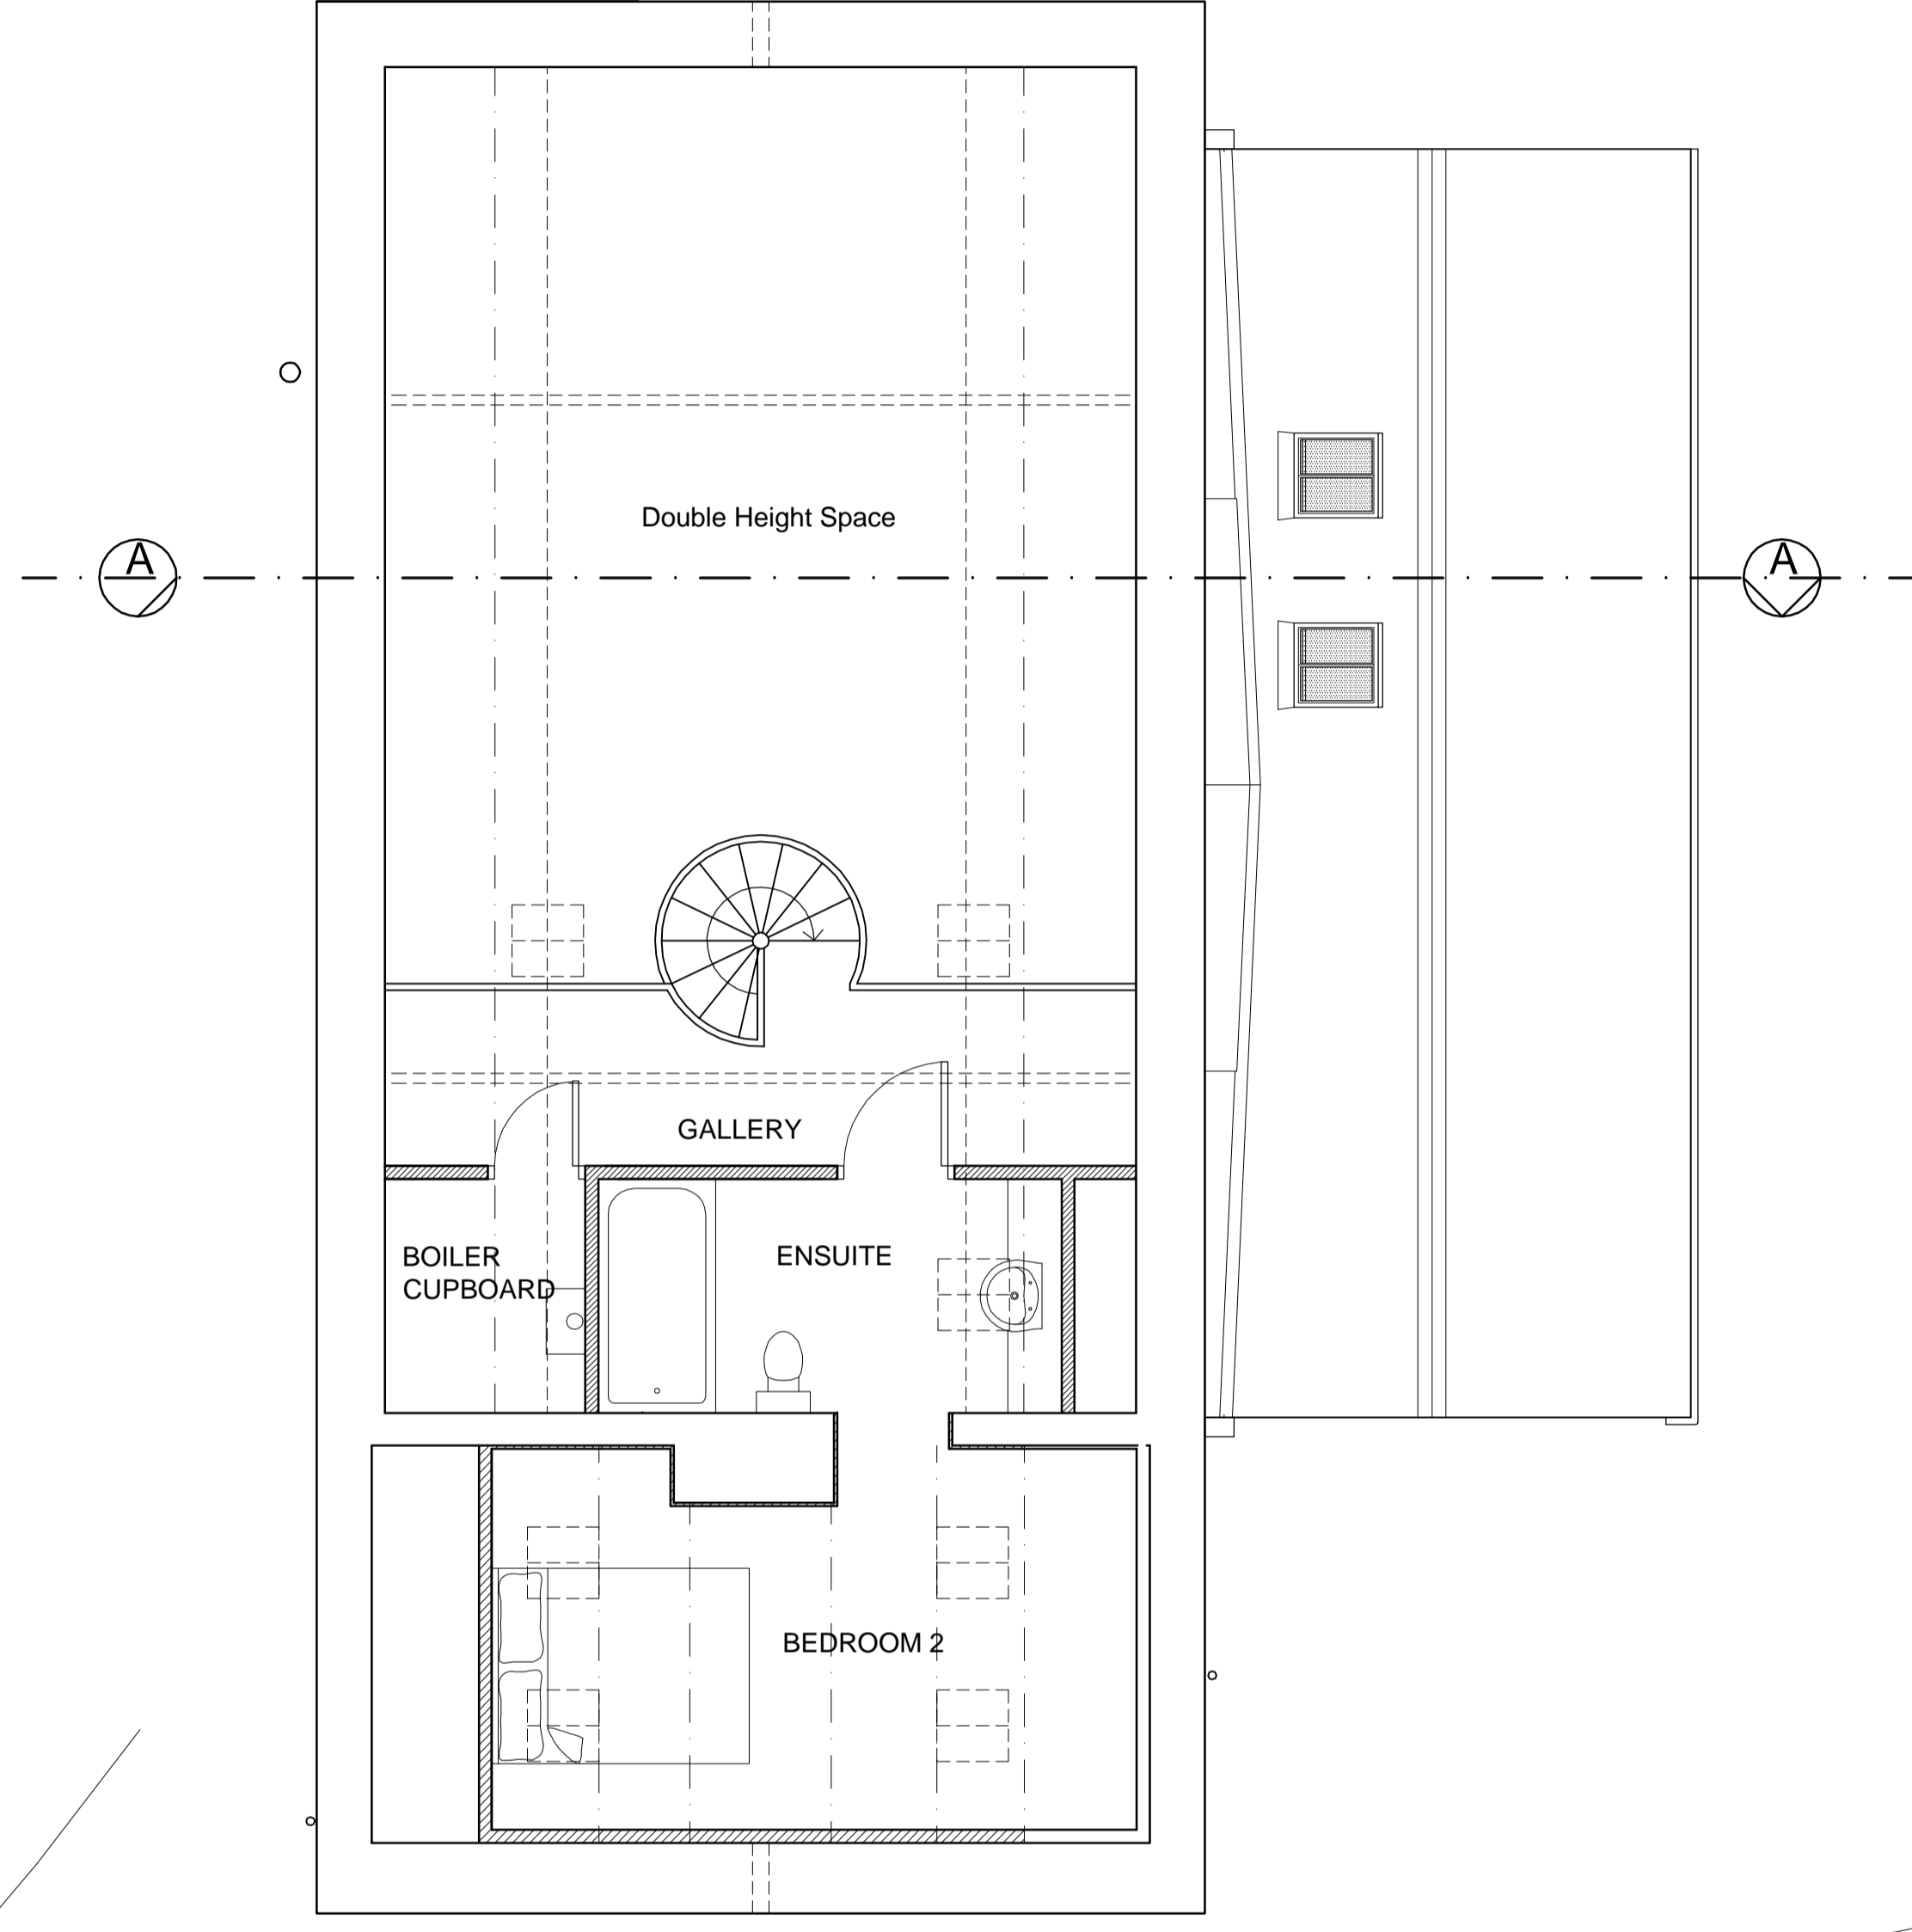 Double Height Space
A
A
GALLERY
BOILER
CUPBOARD
ENSUITE
BEDROOM 2